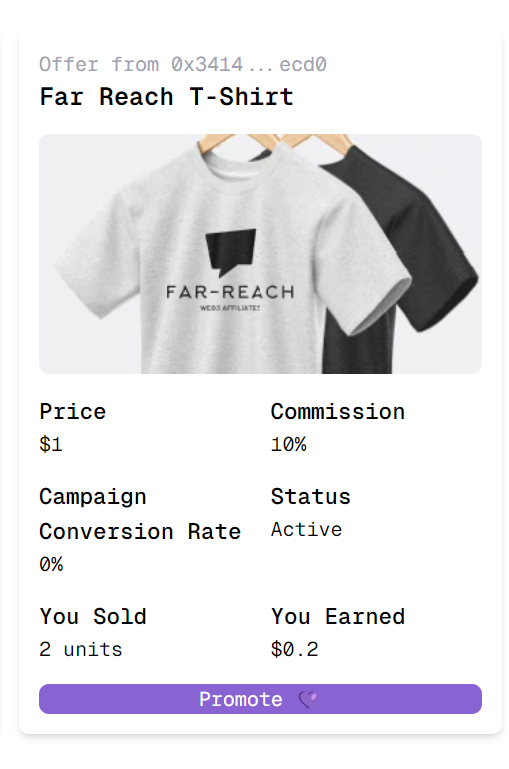 Offer from 0x3414...ecd0
Far Reach T-Shirt
FAR-REACH
WEB3 AFFILIATES
Price
$1
Commission
10%
Campaign
Conversion Rate
0%
Status
Active
You Sold
2 units
You Earned
$0.2
Promote